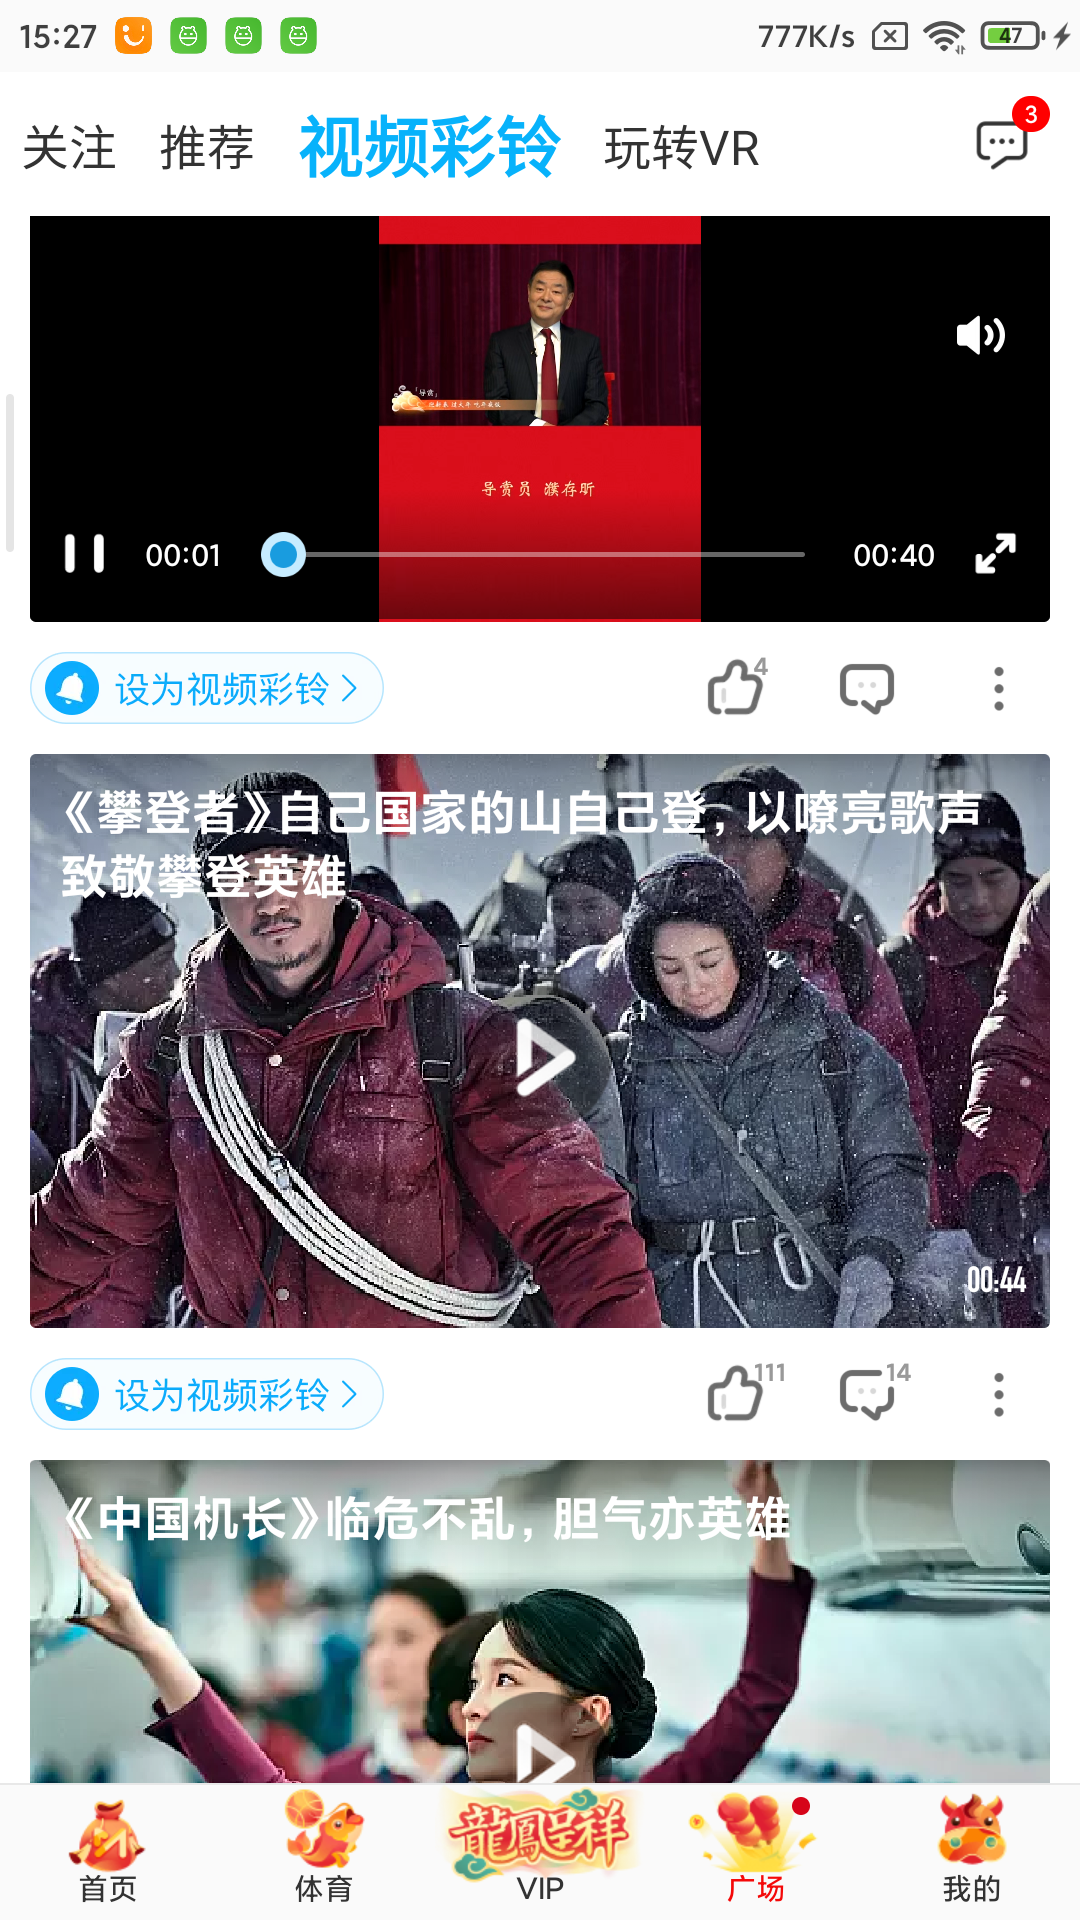 15:27
777K/s
47
关注 推荐 视频彩铃 玩转VR
3
「导赏」
导赏员 濮存昕
00:01
00:40
设为视频彩铃
4
《攀登者》自己国家的山自己登，以嘹亮歌声
致敬攀登英雄
00:44
设为视频彩铃
111
14
《中国机长》临危不乱，胆气亦英雄
龍鳳呈祥
首页 体育 VIP 广场 我的